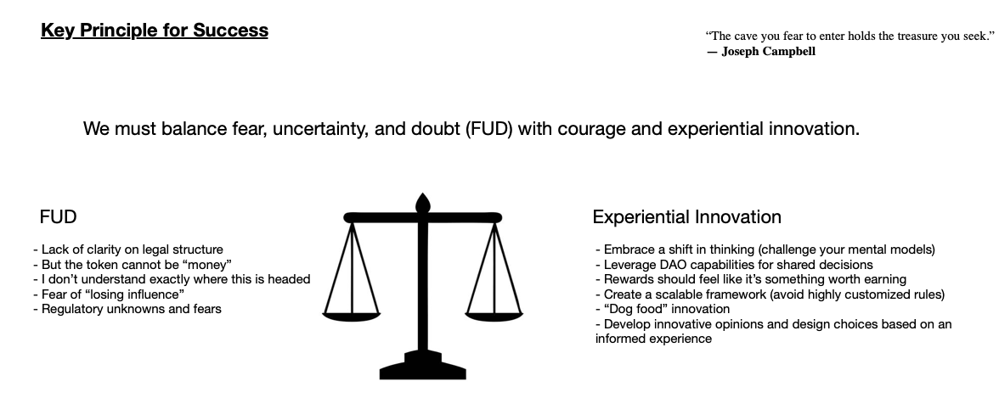 Key Principle for Success
“The cave you fear to enter holds the treasure you seek.”
— Joseph Campbell
We must balance fear, uncertainty, and doubt (FUD) with courage and experiential innovation.
FUD
- Lack of clarity on legal structure
- But the token cannot be “money”
- I don’t understand exactly where this is headed
- Fear of “losing influence”
- Regulatory unknowns and fears
Experiential Innovation
- Embrace a shift in thinking (challenge your mental models)
- Leverage DAO capabilities for shared decisions
- Rewards should feel like it’s something worth earning
- Create a scalable framework (avoid highly customized rules)
- “Dog food” innovation
- Develop innovative opinions and design choices based on an
informed experience